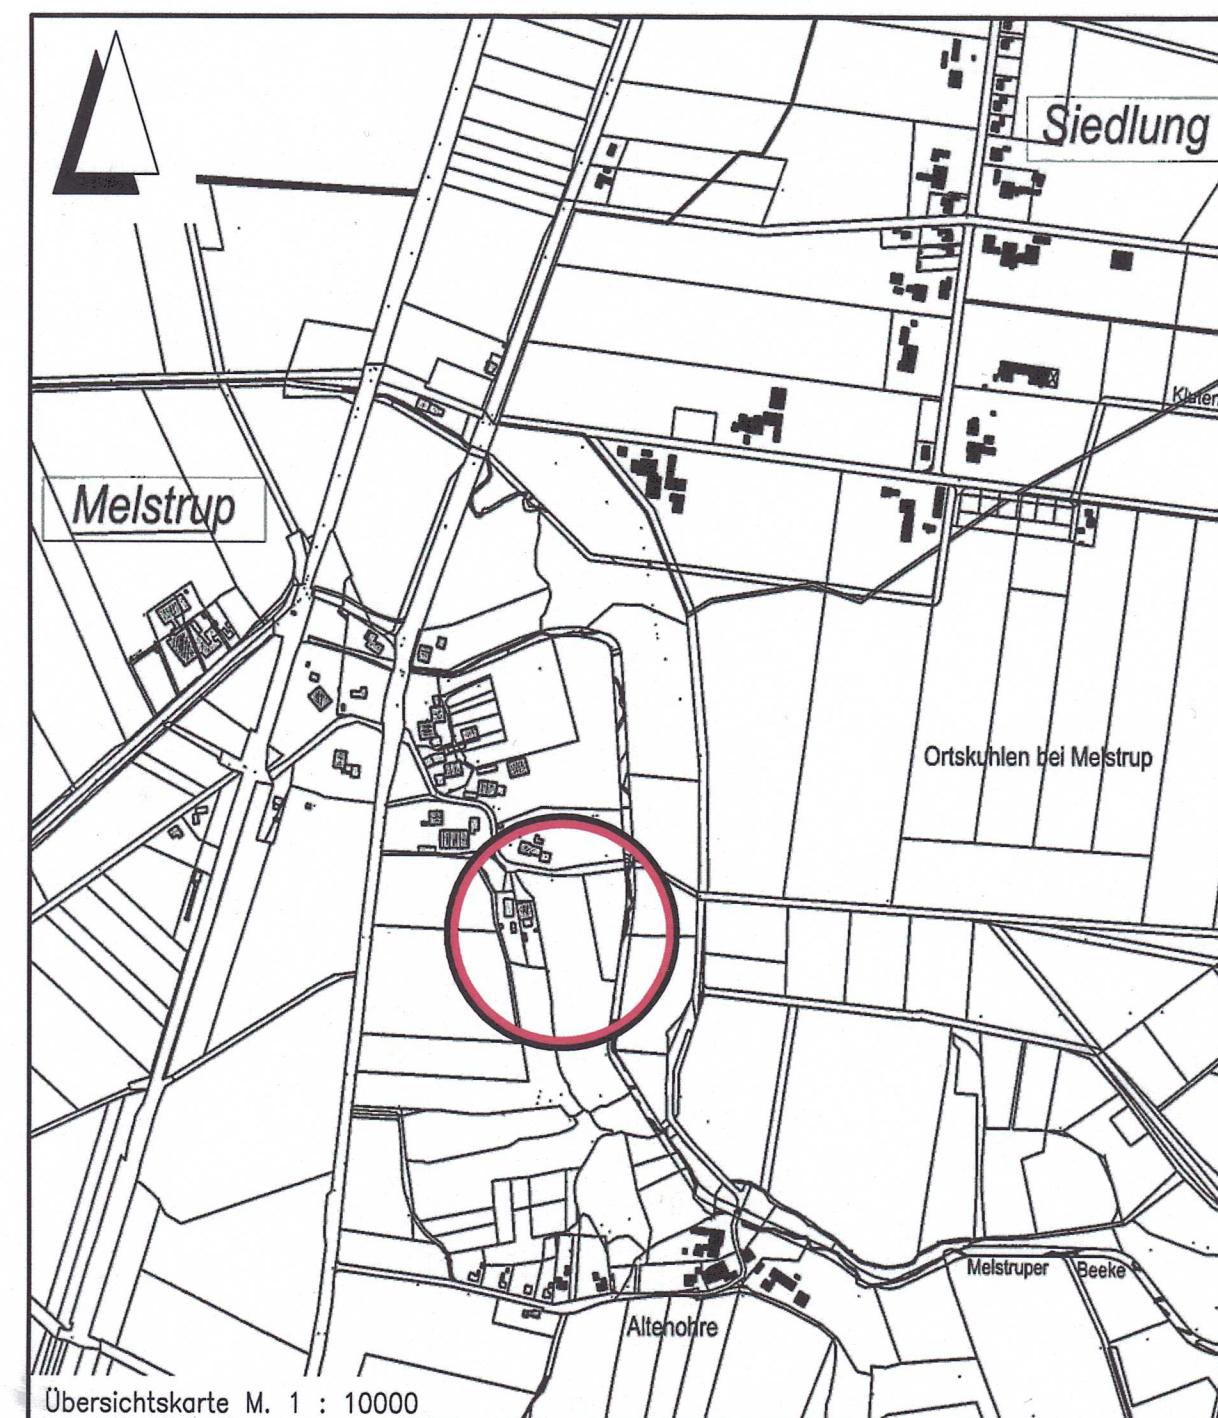 Siedlung
Melstrup
Ortskuhlen bei Melstrup
Melstruper Beeke
Altenohre
Übersichtskarte M. 1 : 10000